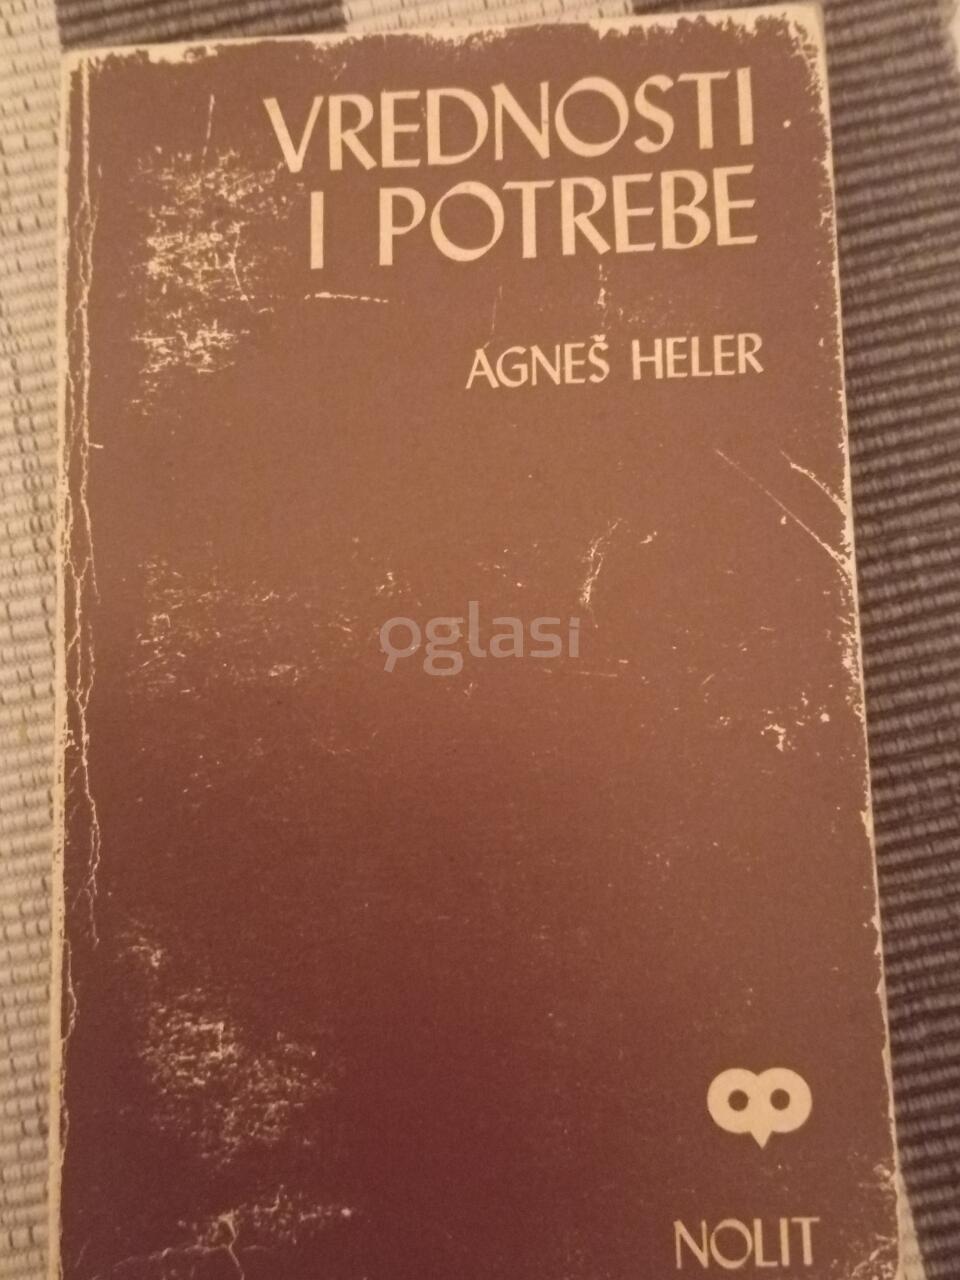 VREDNOSTI
I POTREBE
AGNEŠ HELER
oglasi
NOLIT